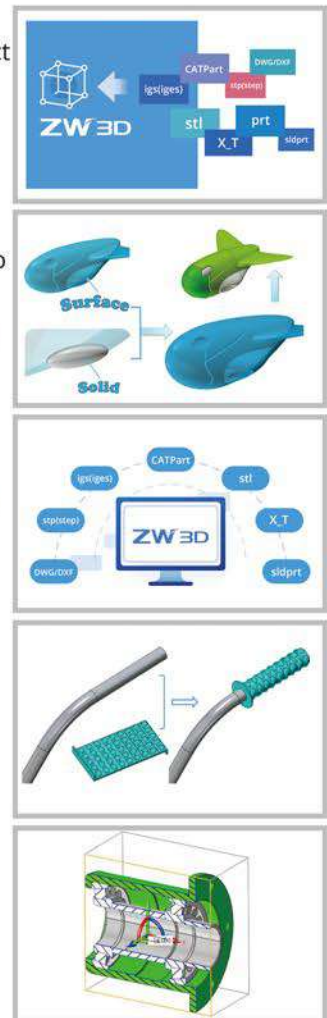 ct
CATPart
DWG/DXF
igs(iges)
stp(step)
ZW3D
stl
prt
X_T
sldprt
o
Surface
Solid
CATPart
igs(iges)
stl
stp(step)
ZW3D
X_T
DWG/DXF
sldprt